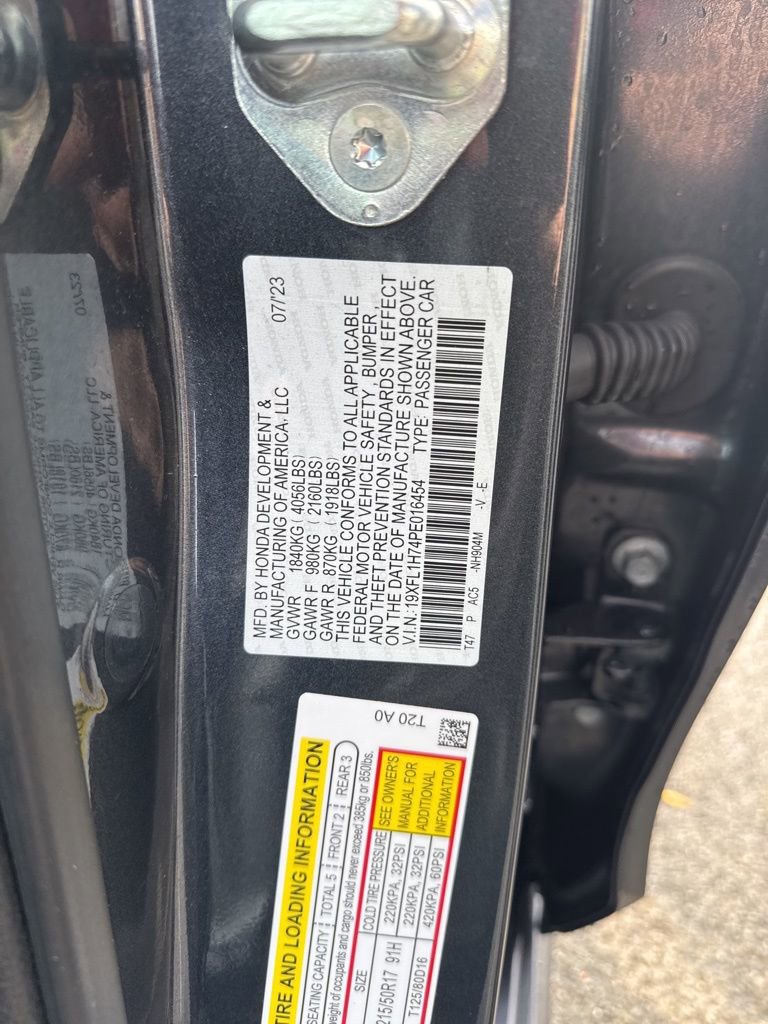 MFD. BY HONDA DEVELOPMENT &
MANUFACTURING OF AMERICA, LLC 07/'23
GVWR 1840KG (4056LBS)
GAWR F 980KG (2160LBS)
GAWR R 870KG (1918LBS)
THIS VEHICLE CONFORMS TO ALL APPLICABLE
FEDERAL MOTOR VEHICLE SAFETY, BUMPER,
AND THEFT PREVENTION STANDARDS IN EFFECT
ON THE DATE OF MANUFACTURE SHOWN ABOVE.
V.I.N.:19XFL1H74PE016454 TYPE: PASSENGER CAR
T47 P AC5 -NH904M -V -E
TIRE AND LOADING INFORMATION
SEATING CAPACITY TOTAL 5 FRONT 2 REAR 3
weight of occupants and cargo should never exceed 385kg or 850lbs.
SIZE COLD TIRE PRESSURE SEE OWNER'S
215/50R17 91H 220KPA, 32PSI MANUAL FOR
220KPA, 32PSI ADDITIONAL
T125/80D16 420KPA, 60PSI INFORMATION
T20 A0